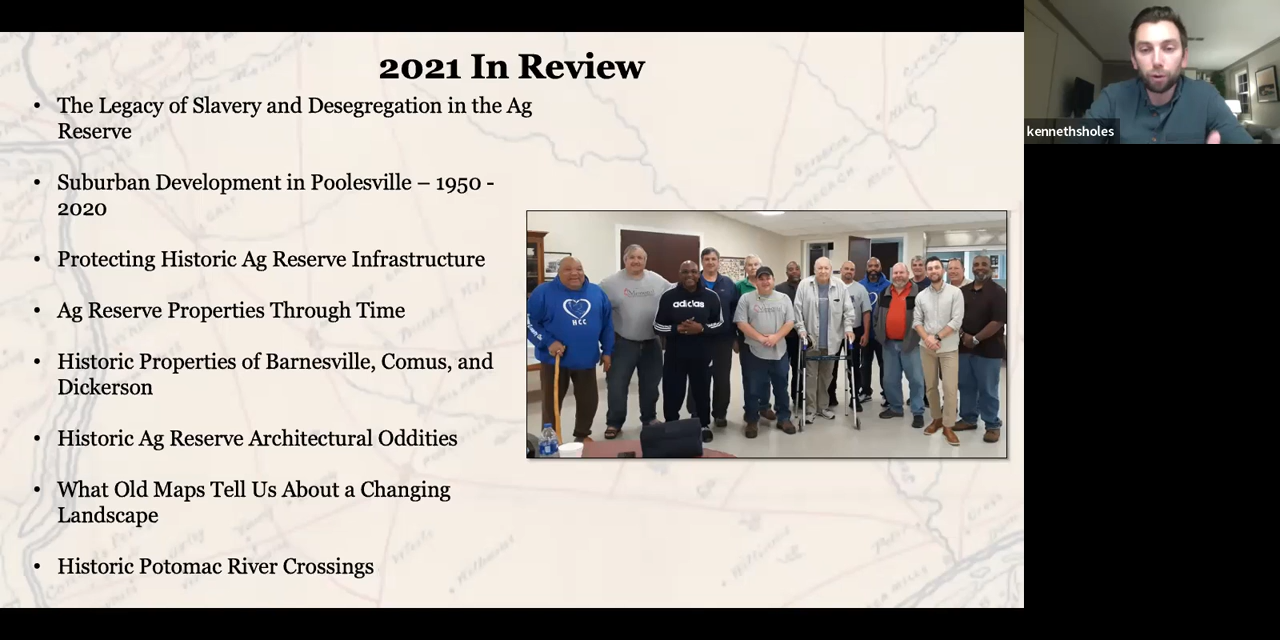 2021 In Review
• The Legacy of Slavery and Desegregation in the Ag
Reserve
• Suburban Development in Poolesville – 1950 -
2020
• Protecting Historic Ag Reserve Infrastructure
• Ag Reserve Properties Through Time
• Historic Properties of Barnesville, Comus, and
Dickerson
• Historic Ag Reserve Architectural Oddities
• What Old Maps Tell Us About a Changing
Landscape
• Historic Potomac River Crossings
kennethsholes
HCC
adidas